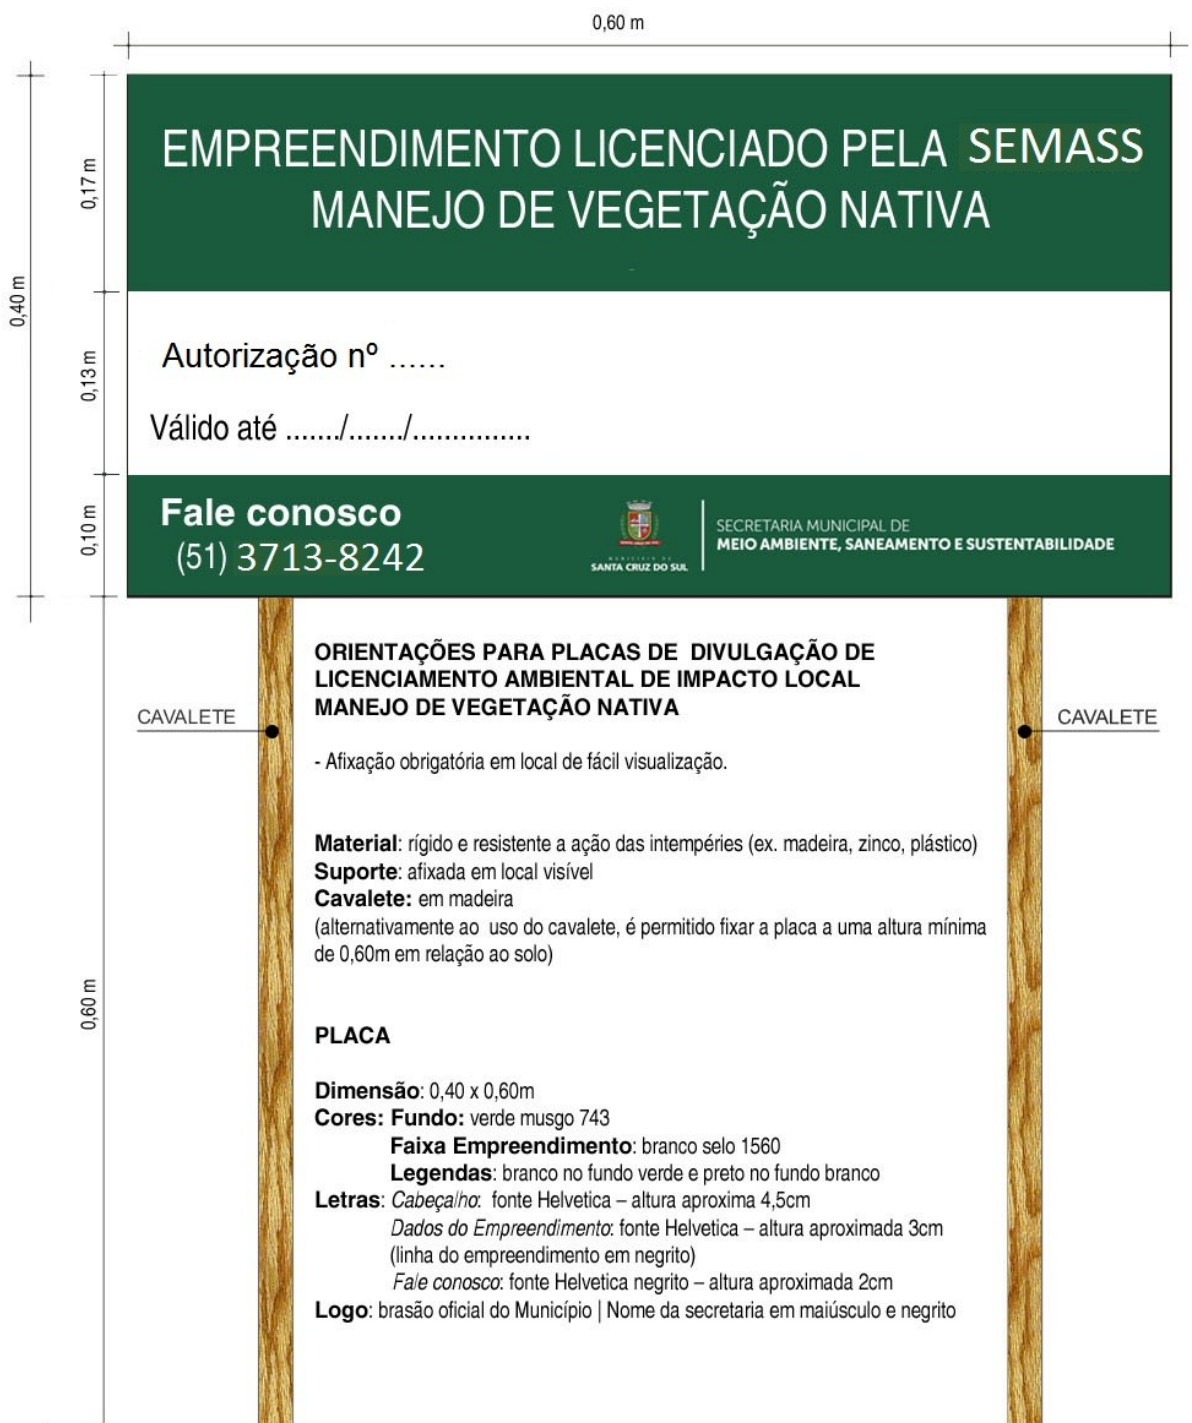 0,60 m
EMPREENDIMENTO LICENCIADO PELA SEMASS
MANEJO DE VEGETAÇÃO NATIVA
0,17 m
0,40 m
Autorização nº ......
0,13 m
Válido até ......./......./...............
Fale conosco
(51) 3713-8242
0,10 m
MUNICÍPIO DE
SANTA CRUZ DO SUL
SECRETARIA MUNICIPAL DE
MEIO AMBIENTE, SANEAMENTO E SUSTENTABILIDADE
ORIENTAÇÕES PARA PLACAS DE DIVULGAÇÃO DE
LICENCIAMENTO AMBIENTAL DE IMPACTO LOCAL
MANEJO DE VEGETAÇÃO NATIVA
CAVALETE
CAVALETE
- Afixação obrigatória em local de fácil visualização.
Material: rígido e resistente a ação das intempéries (ex. madeira, zinco, plástico)
Suporte: afixada em local visível
Cavalete: em madeira
(alternativamente ao uso do cavalete, é permitido fixar a placa a uma altura mínima
de 0,60m em relação ao solo)
0,60 m
PLACA
Dimensão: 0,40 x 0,60m
Cores: Fundo: verde musgo 743
Faixa Empreendimento: branco selo 1560
Legendas: branco no fundo verde e preto no fundo branco
Letras: Cabeçalho: fonte Helvetica – altura aproxima 4,5cm
Dados do Empreendimento: fonte Helvetica – altura aproximada 3cm
(linha do empreendimento em negrito)
Fale conosco: fonte Helvetica negrito – altura aproximada 2cm
Logo: brasão oficial do Município | Nome da secretaria em maiúsculo e negrito